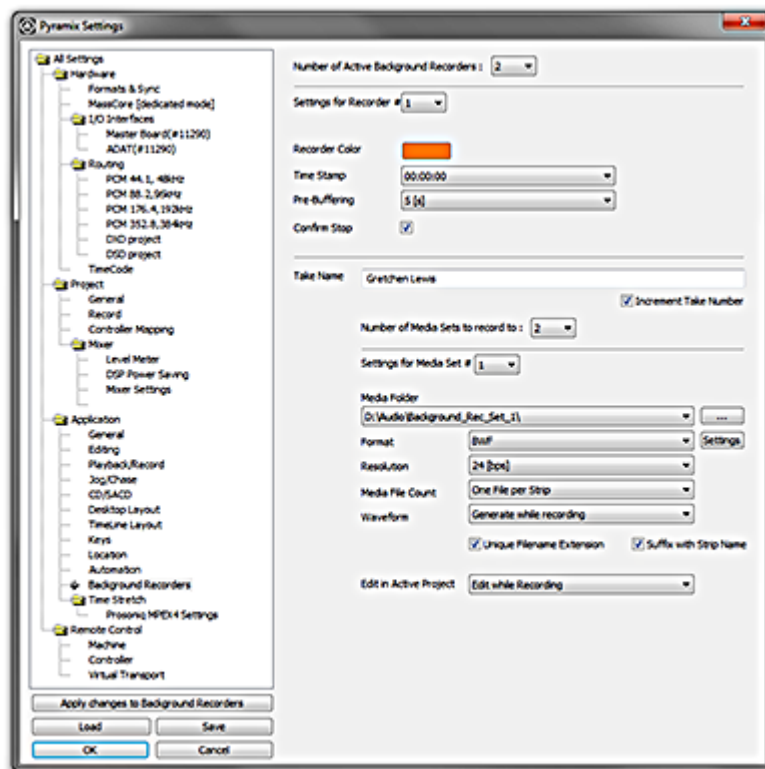 Pyramix Settings
All Settings
Hardware
Formats & Sync
MassCore [dedicated mode]
I/O Interfaces
Master Board(#11290)
ADAT(#11290)
Routing
PCM 44.1, 48kHz
PCM 88.2,96kHz
PCM 176.4,192kHz
PCM 352.8,384kHz
DXD project
DSD project
TimeCode
Project
General
Record
Controller Mapping
Mixer
Level Meter
DSP Power Saving
Mixer Settings
Application
General
Editing
Playback/Record
Jog/Chase
CD/SACD
Desktop Layout
TimeLine Layout
Keys
Location
Automation
Background Recorders
Time Stretch
Prosoniq MPEX4 Settings
Remote Control
Machine
Controller
Virtual Transport
Apply changes to Background Recorders
Load
Save
OK
Cancel
Number of Active Background Recorders : 2
Settings for Recorder # 1
Recorder Color
Time Stamp 00:00:00
Pre-Buffering 5 [s]
Confirm Stop
Take Name Gretchen Lewis
Increment Take Number
Number of Media Sets to record to : 2
Settings for Media Set # 1
Media Folder
D:\Audio\Background_Rec_Set_1\ ...
Format BWF Settings
Resolution 24 [bps]
Media File Count One File per Strip
Waveform Generate while recording
Unique Filename Extension Suffix with Strip Name
Edit in Active Project Edit while Recording